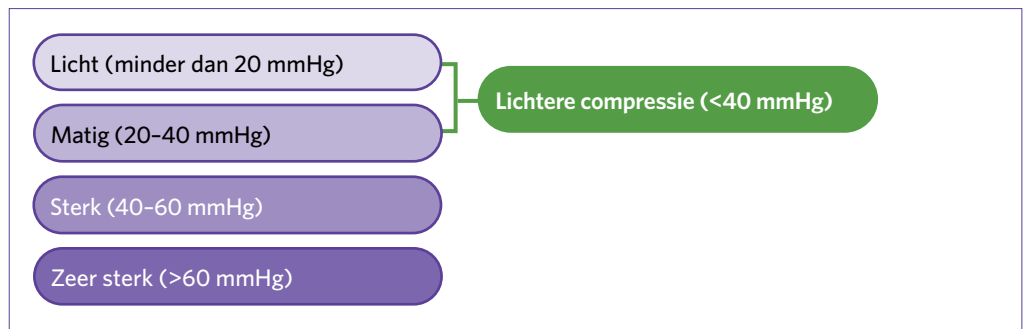 Licht (minder dan 20 mmHg)
Lichtere compressie (<40 mmHg)
Matig (20–40 mmHg)
Sterk (40–60 mmHg)
Zeer sterk (>60 mmHg)